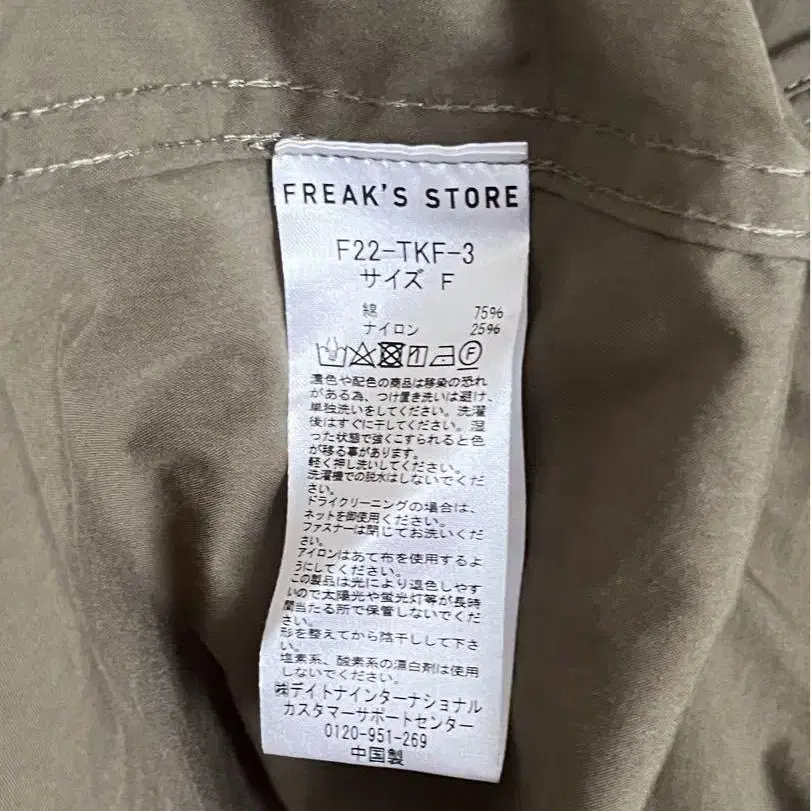 FREAK'S STORE
F22-TKF-3
サイズ F
綿 75%
ナイロン 25%
F
濃色や配色の商品は移染の恐れ
がある為、つけ置き洗いは避け、
単独洗いをしてください。洗濯
後はすぐに干してください。湿
った状態で強くこすられると色
が移る事があります。
軽く押し洗いしてください。
洗濯機での脱水はしないでくだ
さい。
ドライクリーニングの場合は、
ネットを御使用ください。
ファスナーは閉じてお洗いくだ
さい。
アイロンはあて布を使用するよ
うにしてください。
この製品は光により退色しやす
いので太陽光や蛍光灯等が長時
間当たる所で保管しないでくだ
さい。
形を整えてから陰干しして下さ
い。
塩素系、酸素系の漂白剤は使用
しないでください。
㈱デイトナインターナショナル
カスタマーサポートセンター
0120-951-269
中国製